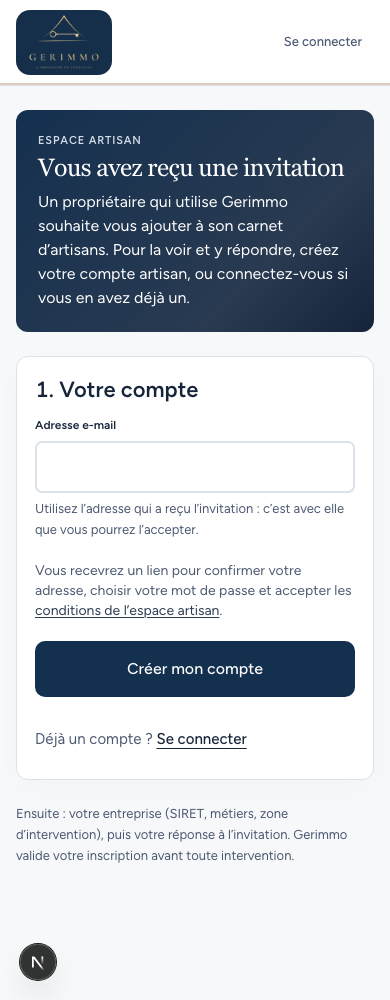 GERIMMO
Se connecter
ESPACE ARTISAN
Vous avez reçu une invitation
Un propriétaire qui utilise Gerimmo
souhaite vous ajouter à son carnet
d’artisans. Pour la voir et y répondre, créez
votre compte artisan, ou connectez-vous si
vous en avez déjà un.
1. Votre compte
Adresse e-mail
Utilisez l’adresse qui a reçu l’invitation : c’est avec elle
que vous pourrez l’accepter.
Vous recevrez un lien pour confirmer votre
adresse, choisir votre mot de passe et accepter les
conditions de l’espace artisan.
Créer mon compte
Déjà un compte ? Se connecter
Ensuite : votre entreprise (SIRET, métiers, zone
d’intervention), puis votre réponse à l’invitation. Gerimmo
valide votre inscription avant toute intervention.
N